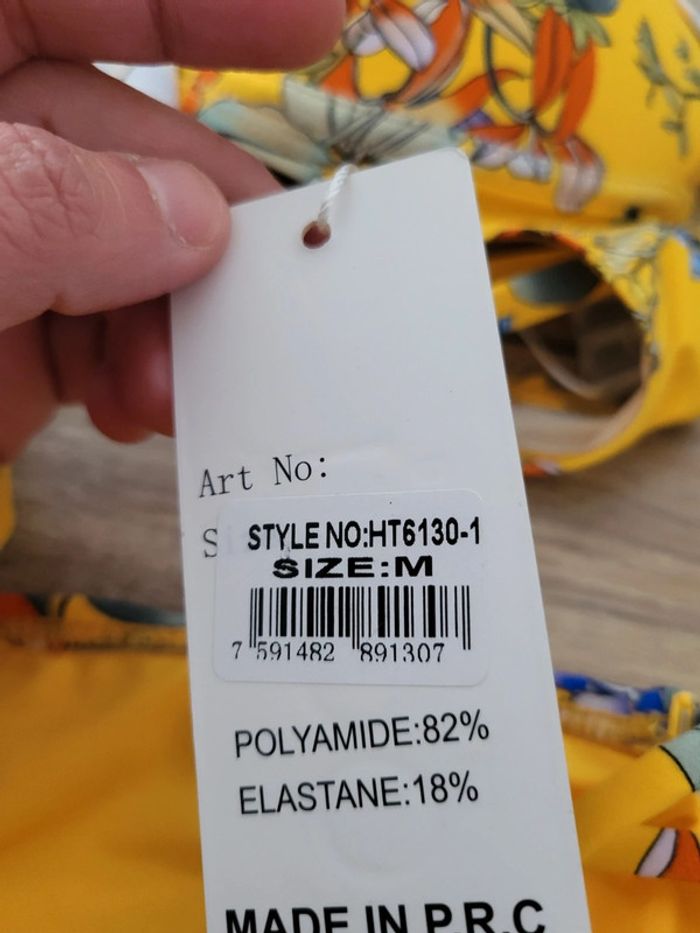 Art No:
STYLE NO:HT6130-1
SIZE:M
7 591482 891307
POLYAMIDE:82%
ELASTANE:18%
MADE IN P.R.C